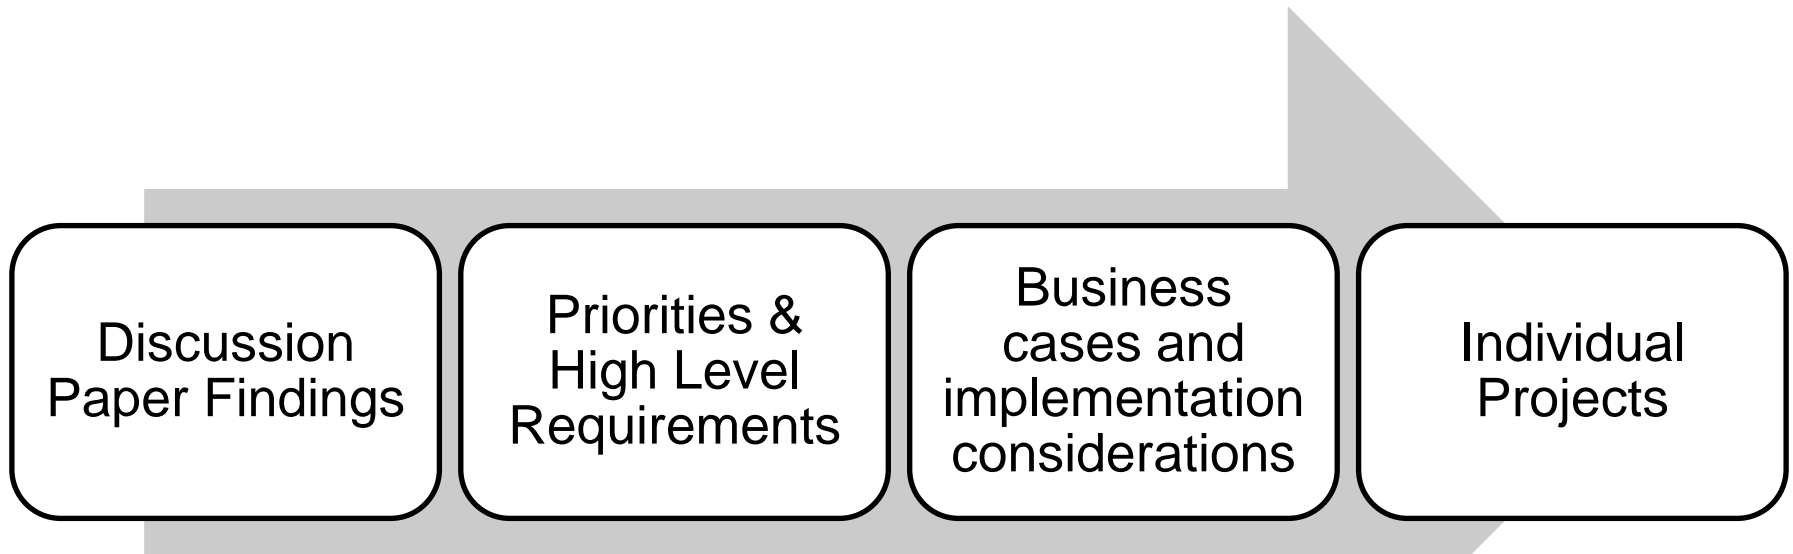 Discussion
Paper Findings
Priorities &
High Level
Requirements
Business
cases and
implementation
considerations
Individual
Projects